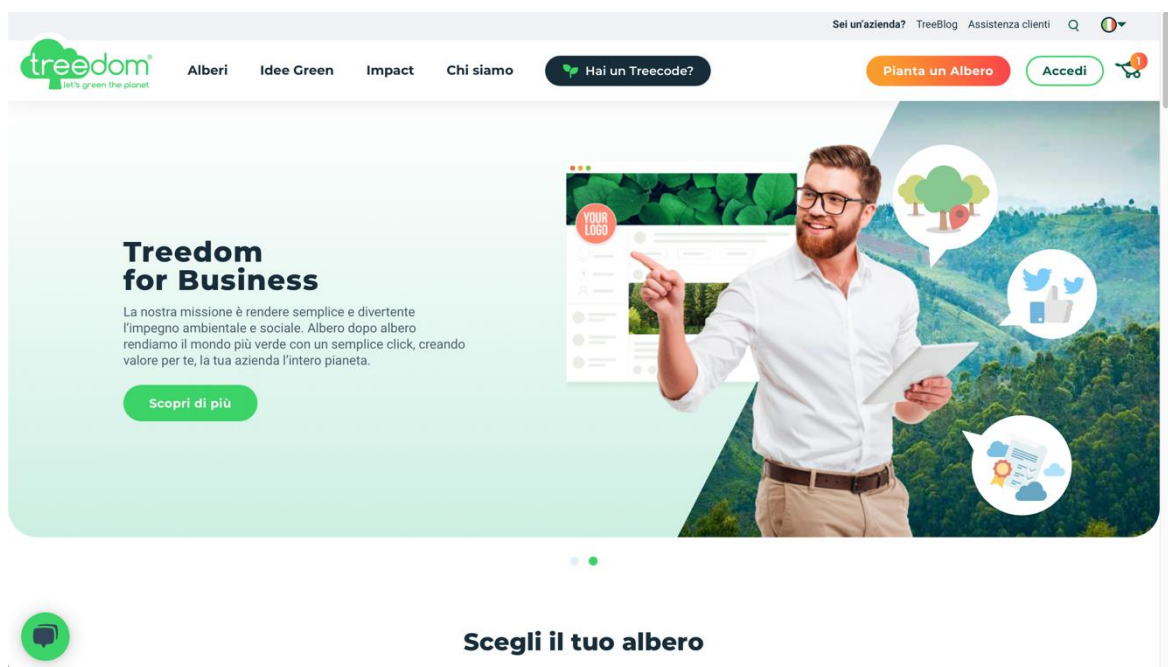 Sei un'azienda? TreeBlog Assistenza clienti
treedom
let's green the planet
Alberi Idee Green Impact Chi siamo Hai un Treecode? Pianta un Albero Accedi 1
YOUR
LOGO
Treedom
for Business
La nostra missione è rendere semplice e divertente
l'impegno ambientale e sociale. Albero dopo albero
rendiamo il mondo più verde con un semplice click, creando
valore per te, la tua azienda l'intero pianeta.
Scopri di più
Scegli il tuo albero